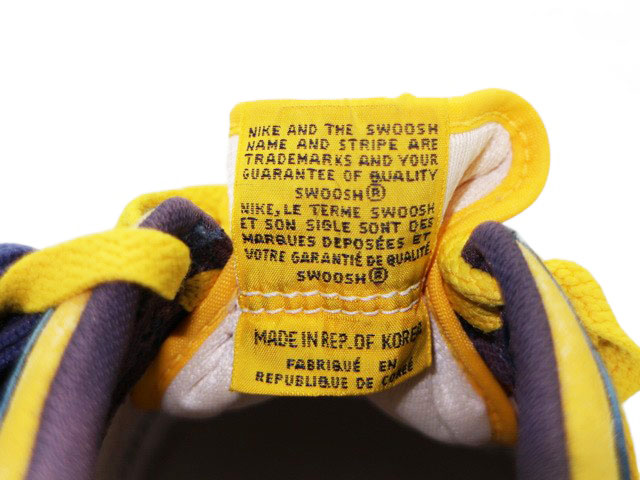 NIKE AND THE SWOOSH
NAME AND STRIPE ARE
TRADEMARKS AND YOUR
GUARANTEE OF QUALITY
SWOOSH®
NIKE, LE TERME SWOOSH
ET SON SIGLE SONT DES
MARQUES DEPOSÉES ET
VOTRE GARANTIE DE QUALITE
SWOOSH®
MADE IN REP. OF KOREA
FABRIQUÉ EN
REPUBLIQUE DE CORÉE